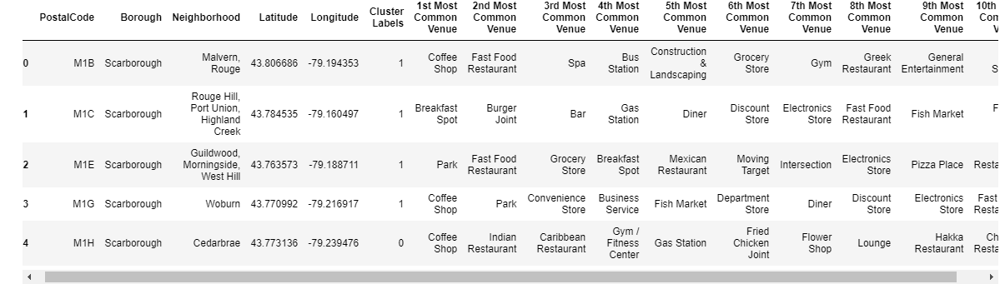 PostalCode Borough Neighborhood Latitude Longitude Cluster Labels 1st Most Common Venue 2nd Most Common Venue 3rd Most Common Venue 4th Most Common Venue 5th Most Common Venue 6th Most Common Venue 7th Most Common Venue 8th Most Common Venue 9th Most Common Venue 10th
0 M1B Scarborough Malvern, Rouge 43.806686 -79.194353 1 Coffee Shop Fast Food Restaurant Spa Bus Station Construction & Landscaping Grocery Store Gym Greek Restaurant General Entertainment
1 M1C Scarborough Rouge Hill, Port Union, Highland Creek 43.784535 -79.160497 1 Breakfast Spot Burger Joint Bar Gas Station Diner Discount Store Electronics Store Fast Food Restaurant Fish Market
2 M1E Scarborough Guildwood, Morningside, West Hill 43.763573 -79.188711 1 Park Fast Food Restaurant Grocery Store Breakfast Spot Mexican Restaurant Moving Target Intersection Electronics Store Pizza Place
3 M1G Scarborough Woburn 43.770992 -79.216917 1 Coffee Shop Park Convenience Store Business Service Fish Market Department Store Diner Discount Store Electronics Store Fast
4 M1H Scarborough Cedarbrae 43.773136 -79.239476 0 Coffee Shop Indian Restaurant Caribbean Restaurant Gym / Fitness Center Gas Station Fried Chicken Joint Flower Shop Lounge Hakka Restaurant